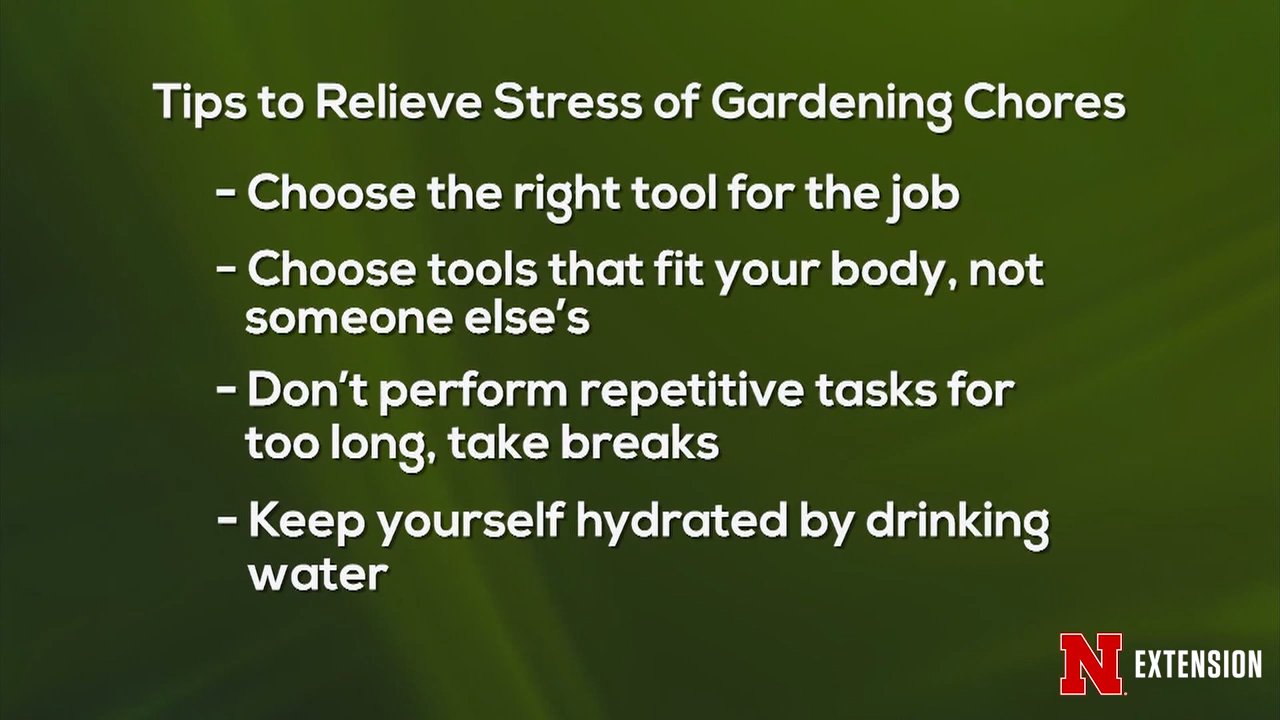 Tips to Relieve Stress of Gardening Chores
- Choose the right tool for the job
- Choose tools that fit your body, not
someone else's
- Don't perform repetitive tasks for
too long, take breaks
- Keep yourself hydrated by drinking
water
N EXTENSION